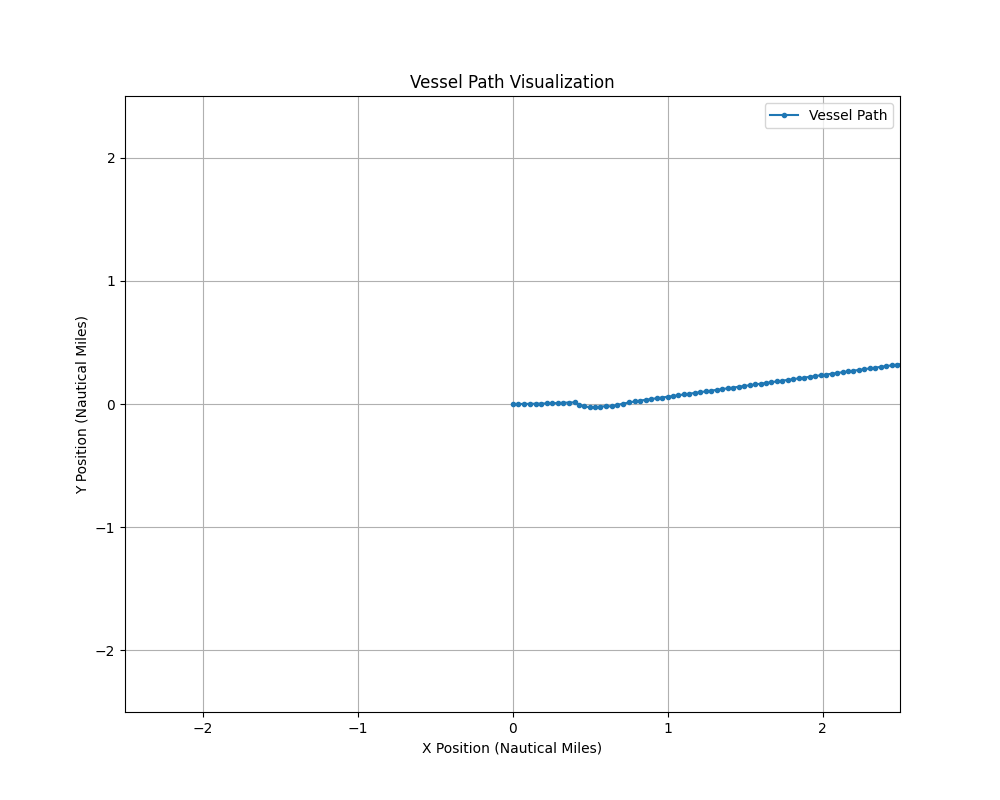 Vessel Path Visualization
Vessel Path
2
1
0
−1
−2
Y Position (Nautical Miles)
−2 −1 0 1 2
X Position (Nautical Miles)